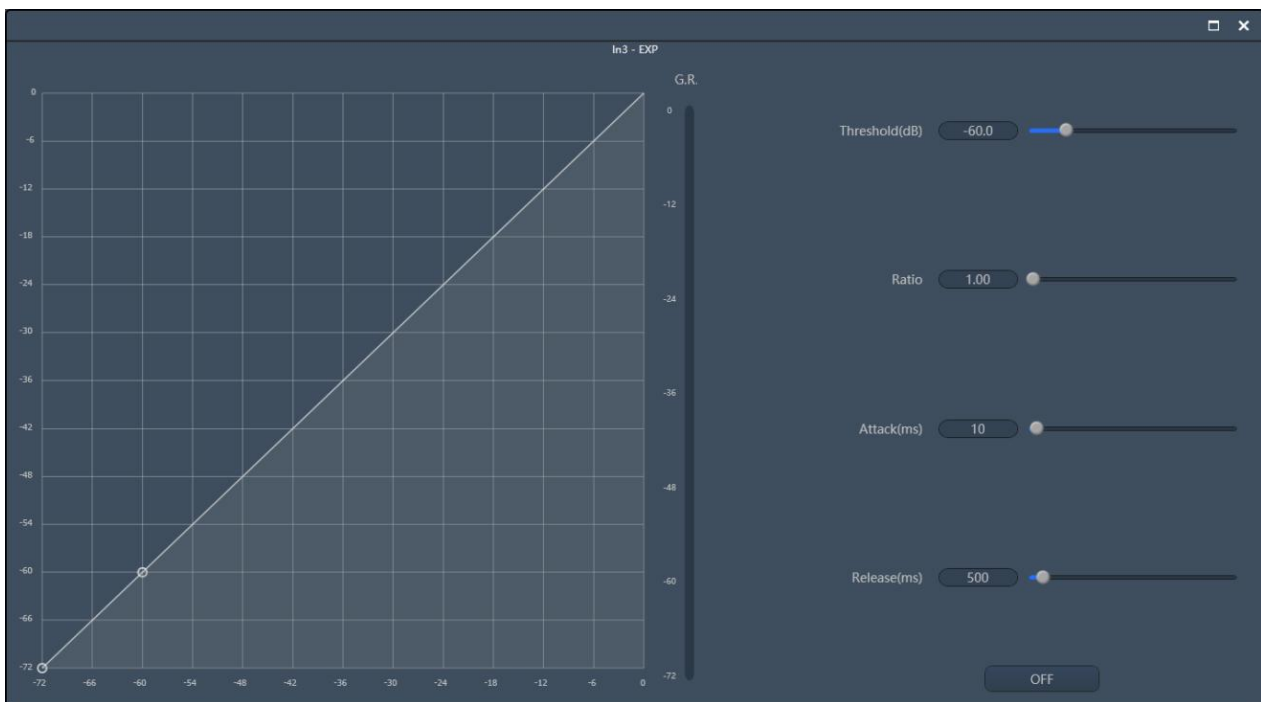 In3 - EXP
G.R.
0
-6
-12
-18
-24
-30
-36
-42
-48
-54
-60
-66
-72
-72 -66 -60 -54 -48 -42 -36 -30 -24 -18 -12 -6 0
0
-12
-24
-36
-48
-60
-72
Threshold(dB) -60.0
Ratio 1.00
Attack(ms) 10
Release(ms) 500
OFF